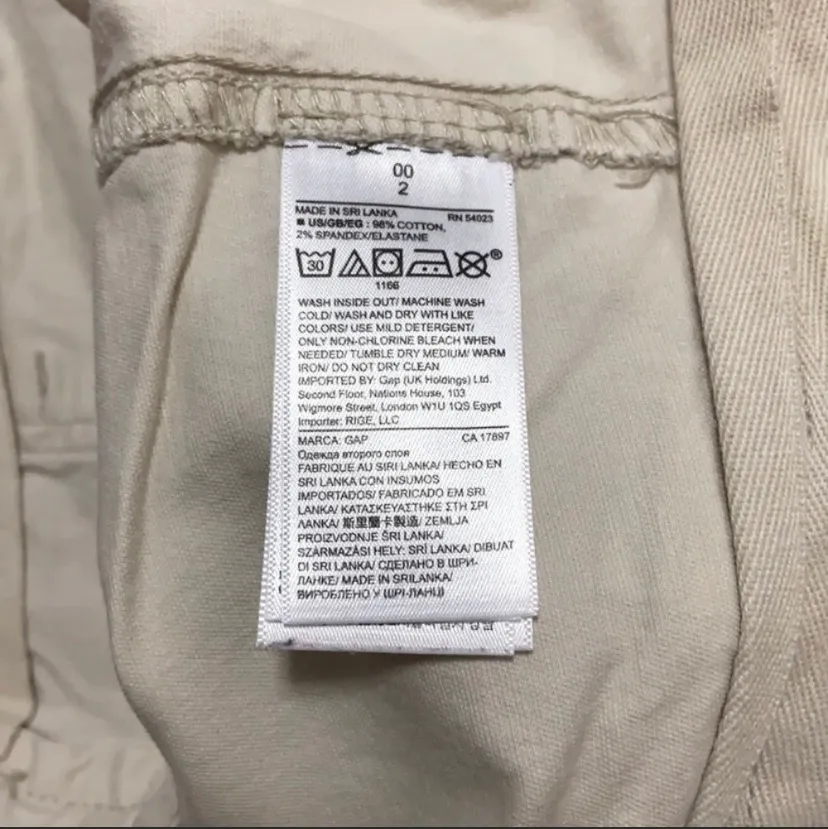 00
2
MADE IN SRI LANKA RN 54023
■ US/GB/EG : 98% COTTON,
2% SPANDEX/ELASTANE
30 ®
1166
WASH INSIDE OUT/ MACHINE WASH
COLD/ WASH AND DRY WITH LIKE
COLORS/ USE MILD DETERGENT/
ONLY NON-CHLORINE BLEACH WHEN
NEEDED/ TUMBLE DRY MEDIUM/ WARM
IRON/ DO NOT DRY CLEAN
IMPORTED BY: Gap (UK Holdings) Ltd.
Second Floor, Nations House, 103
Wigmore Street, London W1U 1QS Egypt
Importer: RIGE, LLC
MARCA: GAP CA 17897
Одежда второго слоя
FABRIQUE AU SIRI LANKA/ HECHO EN
SRI LANKA CON INSUMOS
IMPORTADOS/ FABRICADO EM SRI
LANKA/ ΚΑΤΑΣΚΕΥΑΣΤΗΚΕ ΣΤΗ ΣΡΙ
ΛΑΝΚΑ/ 斯里蘭卡製造/ ZEMLJA
PROIZVODNJE ŠRI LANKA/
SZÁRMAZÁSI HELY: SRÍ LANKA/ DIBUAT
DI SRI LANKA/ СДЕЛАНО В ШРИ-
ЛАНКЕ/ MADE IN SRILANKA/
ВИРОБЛЕНО У ШРІ-ЛАНЦІ